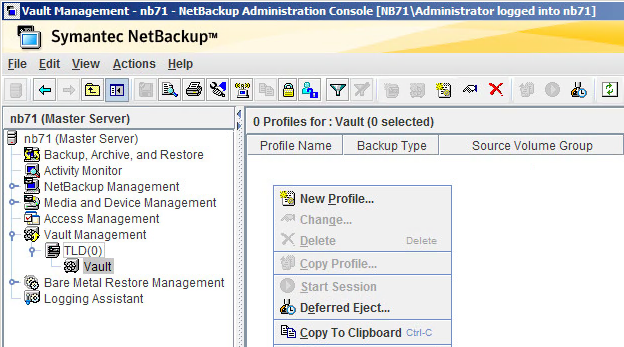 Vault Management - nb71 - NetBackup Administration Console [NB71\Administrator logged into nb71]
Symantec NetBackup™
File Edit View Actions Help
nb71 (Master Server)
nb71 (Master Server)
Backup, Archive, and Restore
Activity Monitor
NetBackup Management
Media and Device Management
Access Management
Vault Management
TLD(0)
Vault
Bare Metal Restore Management
Logging Assistant
0 Profiles for : Vault (0 selected)
Profile Name Backup Type Source Volume Group
New Profile...
Change...
Delete Delete
Copy Profile...
Start Session
Deferred Eject...
Copy To Clipboard Ctrl-C